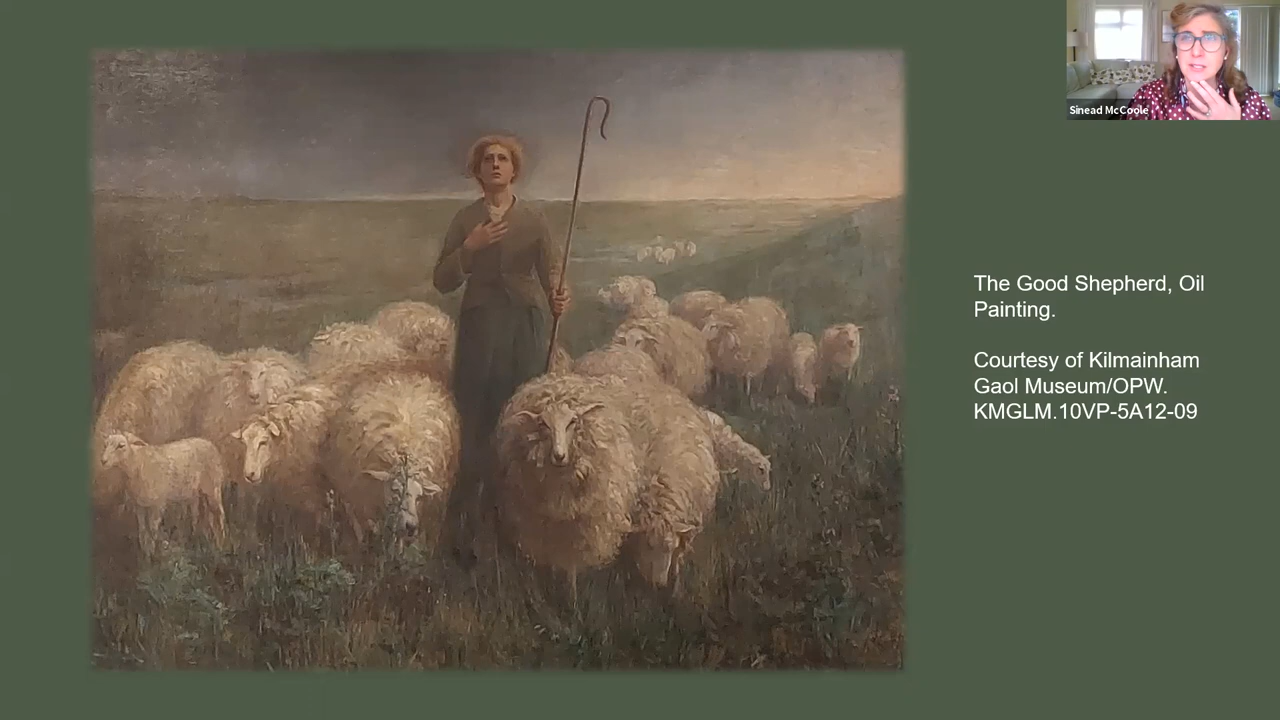 Sinead McCoole
The Good Shepherd, Oil
Painting.
Courtesy of Kilmainham
Gaol Museum/OPW.
KMGLM.10VP-5A12-09